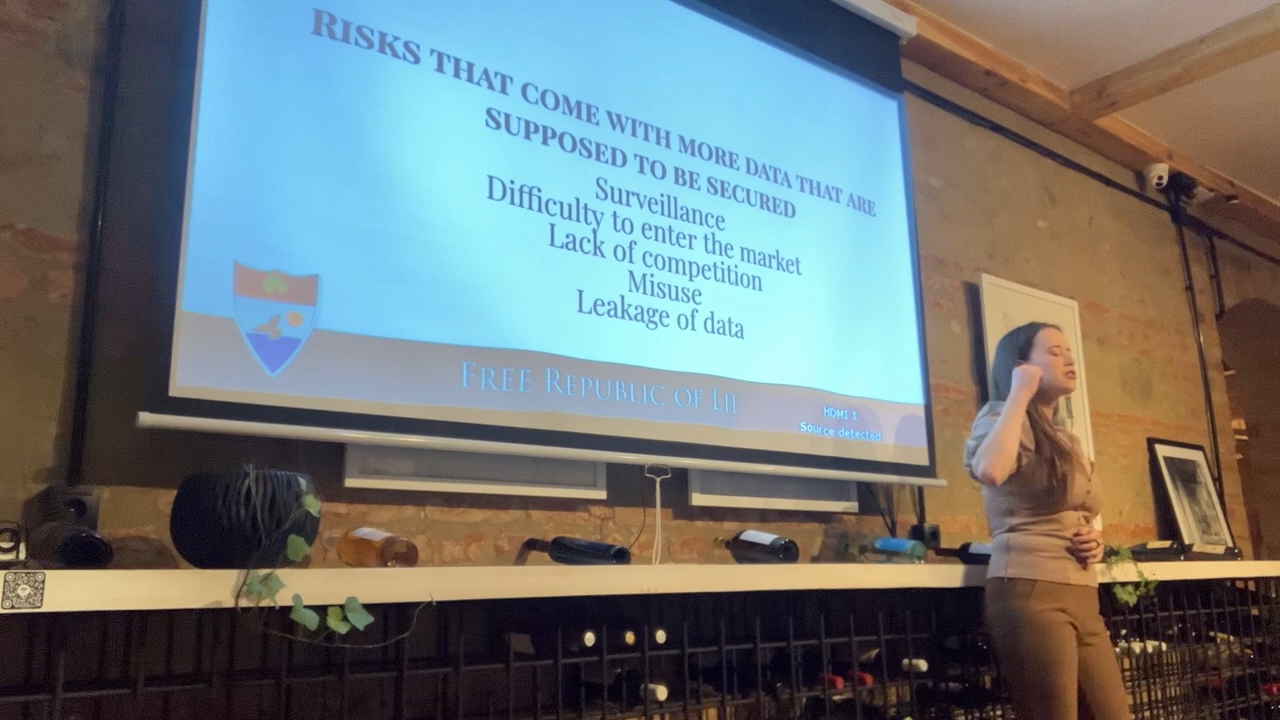 RISKS THAT COME WITH MORE DATA THAT ARE
SUPPOSED TO BE SECURED
Surveillance
Difficulty to enter the market
Lack of competition
Misuse
Leakage of data
FREE REPUBLIC OF LII
HDMI 1
Source detected